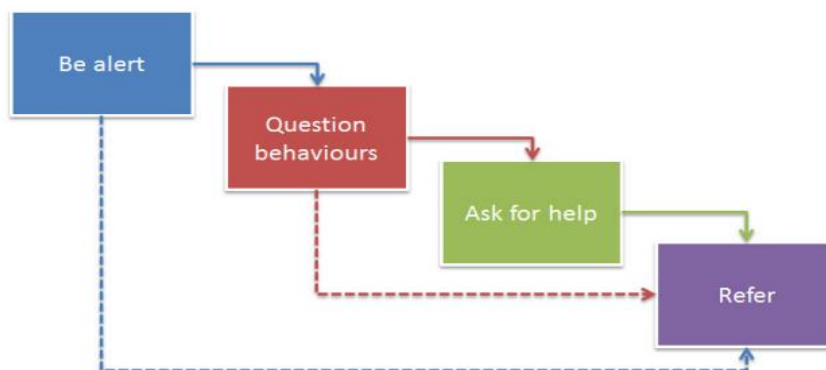 Be alert
Question
behaviours
Ask for help
Refer